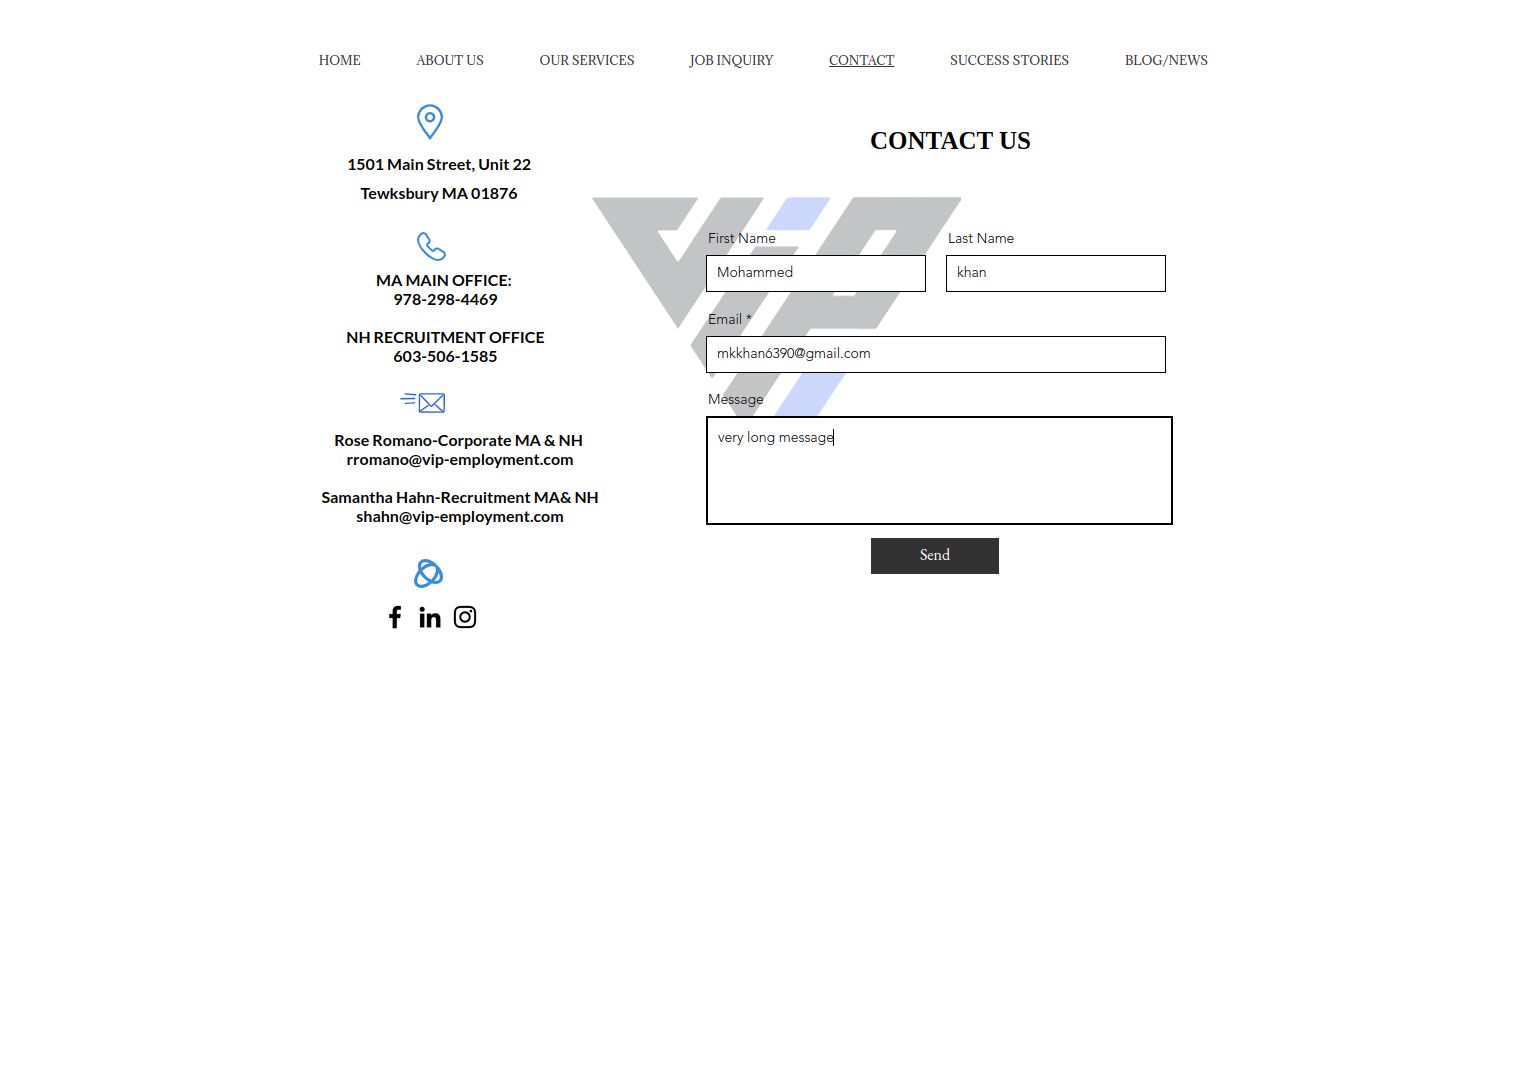 HOME ABOUT US OUR SERVICES JOB INQUIRY CONTACT SUCCESS STORIES BLOG/NEWS
1501 Main Street, Unit 22
Tewksbury MA 01876
MA MAIN OFFICE:
978-298-4469
NH RECRUITMENT OFFICE
603-506-1585
Rose Romano-Corporate MA & NH
rromano@vip-employment.com
Samantha Hahn-Recruitment MA& NH
shahn@vip-employment.com
CONTACT US
VIP
First Name Last Name
Mohammed khan
Email *
mkkhan6390@gmail.com
Message
very long message
Send